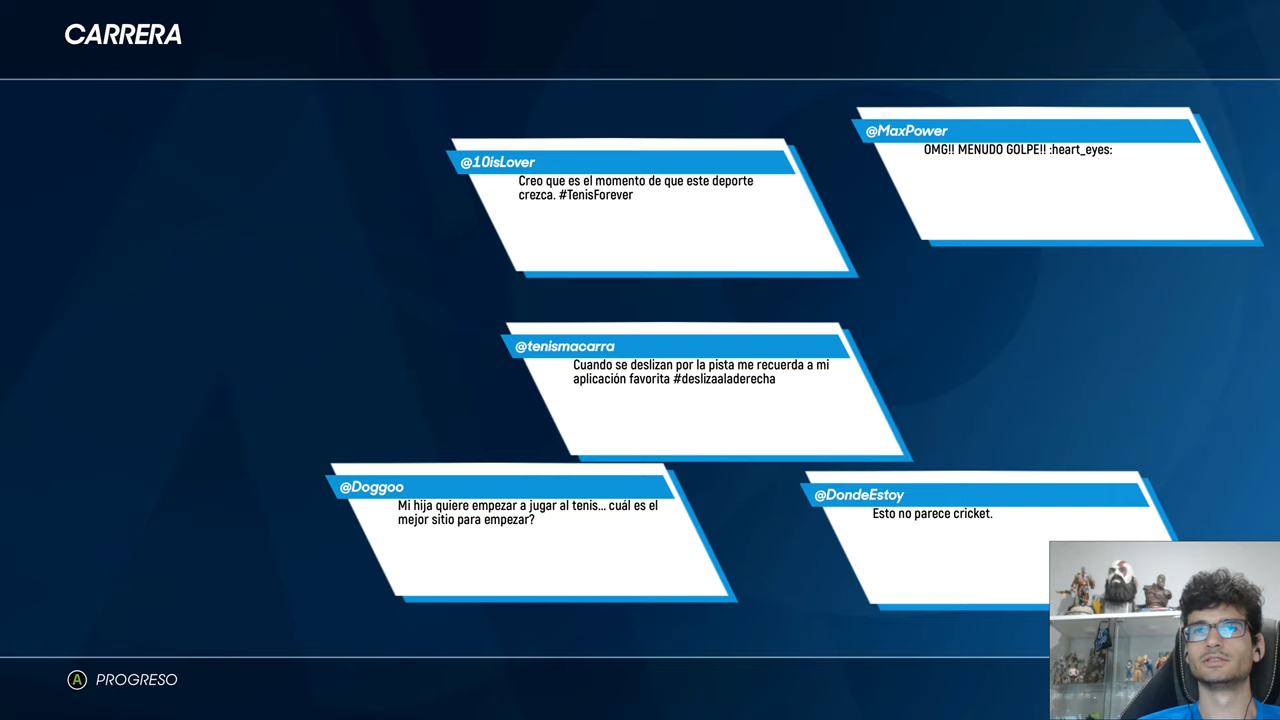 CARRERA
@MaxPower
OMG!! MENUDO GOLPE!! :heart_eyes:
@10isLover
Creo que es el momento de que este deporte
crezca. #TenisForever
@tenismacarra
Cuando se deslizan por la pista me recuerda a mi
aplicación favorita #deslizaaladerecha
@Doggoo
Mi hija quiere empezar a jugar al tenis... cuál es el
mejor sitio para empezar?
@DondeEstoy
Esto no parece cricket.
A PROGRESO